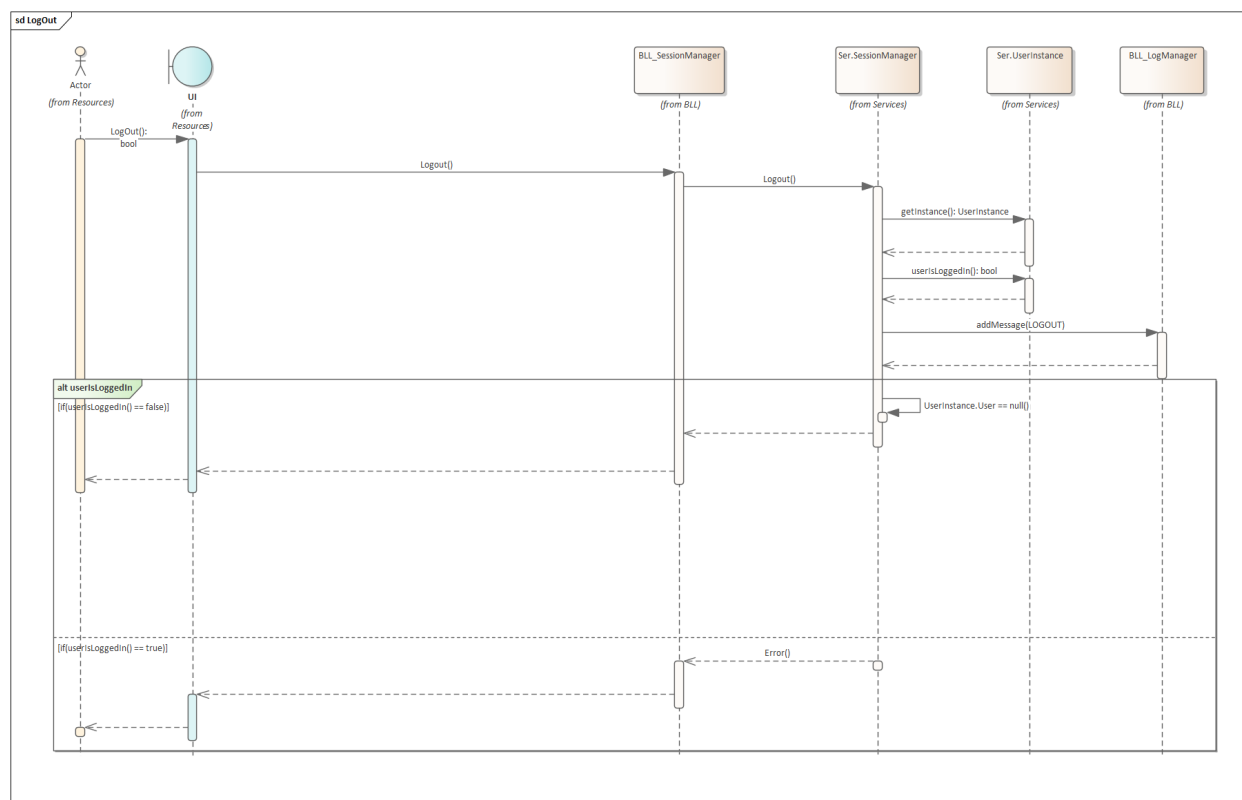 sd LogOut
Actor
(from Resources)
UI
(from
Resources)
BLL_SessionManager
(from BLL)
Ser.SessionManager
(from Services)
Ser.UserInstance
(from Services)
BLL_LogManager
(from BLL)
LogOut():
bool
Logout()
Logout()
getInstance(): UserInstance
userIsLoggedIn(): bool
addMessage(LOGOUT)
alt userIsLoggedIn
[if(userIsLoggedIn() == false)]
UserInstance.User == null()
[if(userIsLoggedIn() == true)]
Error()